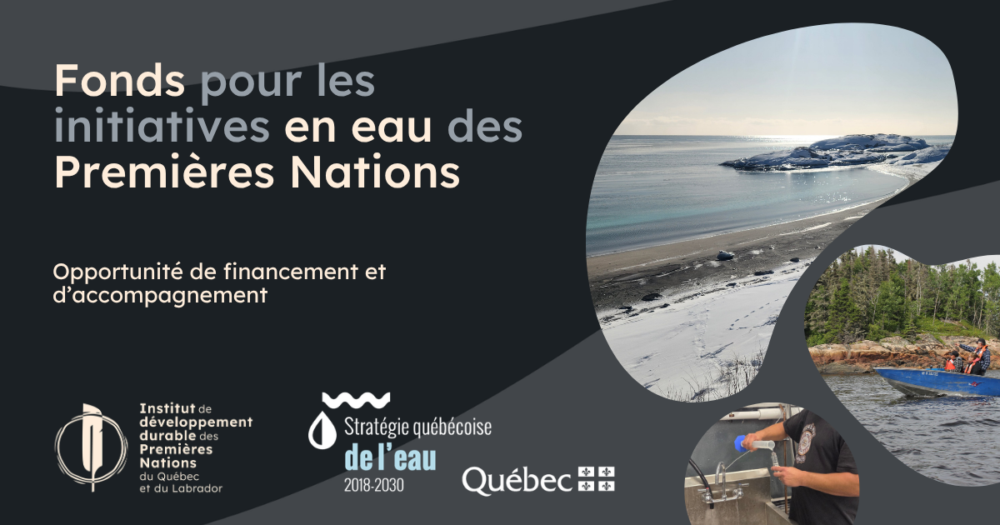 Fonds pour les
initiatives en eau des
Premières Nations
Opportunité de financement et
d’accompagnement
Institut de
développement
durable des
Premières
Nations
du Québec
et du Labrador
Stratégie québécoise
de l’eau
2018-2030
Québec